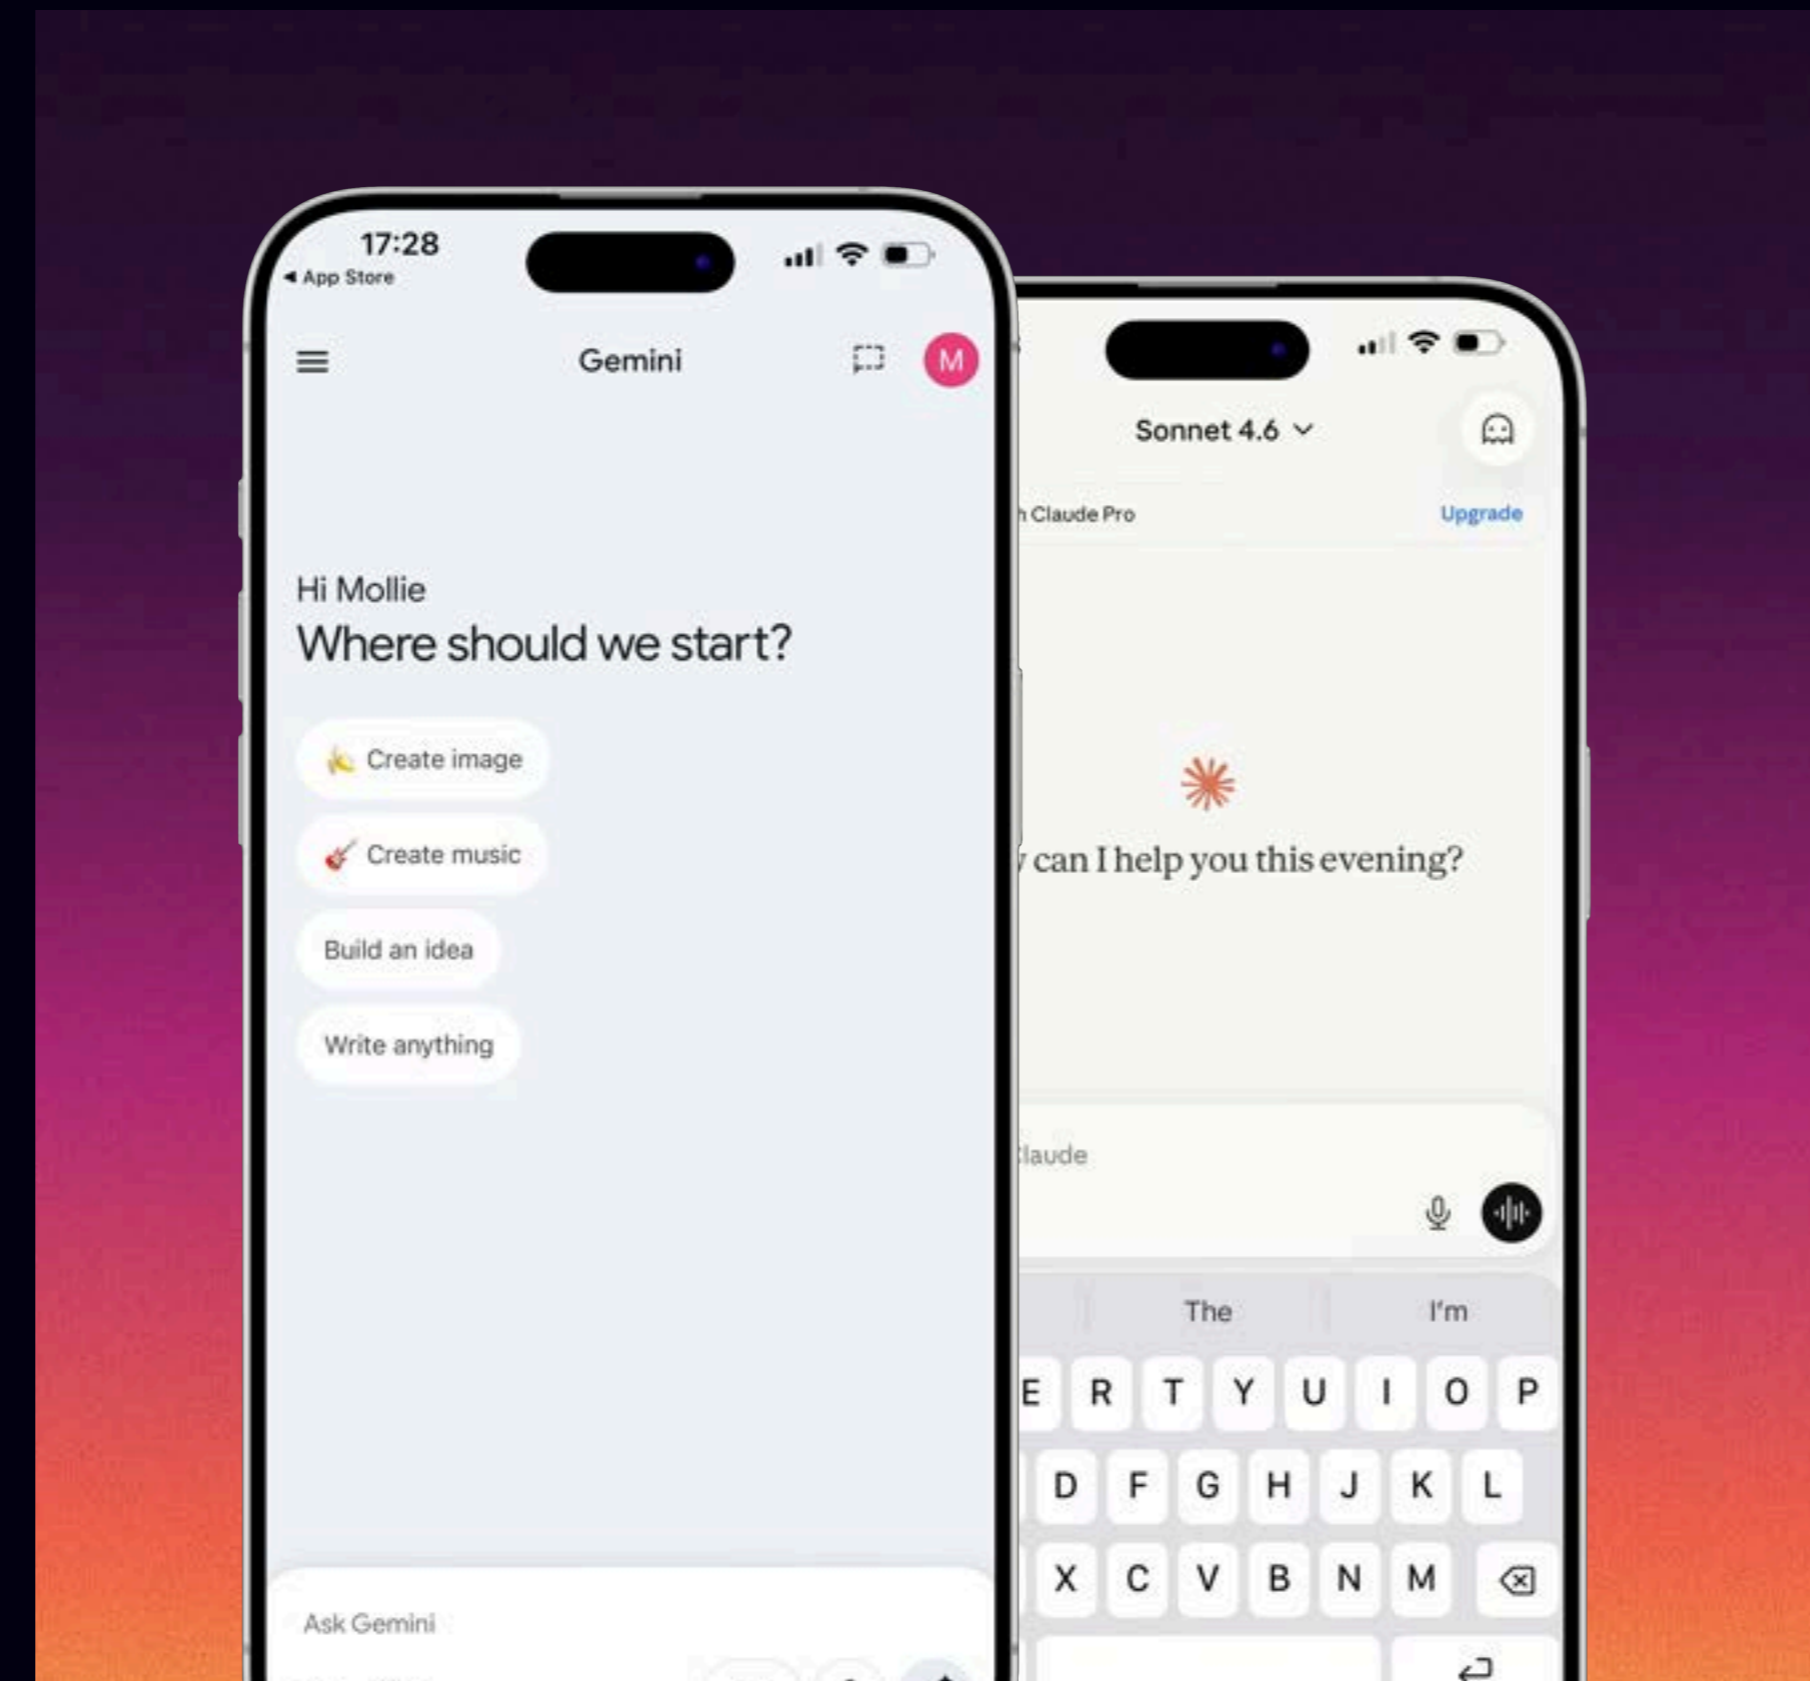 17:28
App Store
Gemini
M
Hi Mollie
Where should we start?
Create image
Create music
Build an idea
Write anything
Ask Gemini
Sonnet 4.6
Claude Pro
Upgrade
can I help you this evening?
laude
The
I'm
E R T Y U I O P
D F G H J K L
X C V B N M